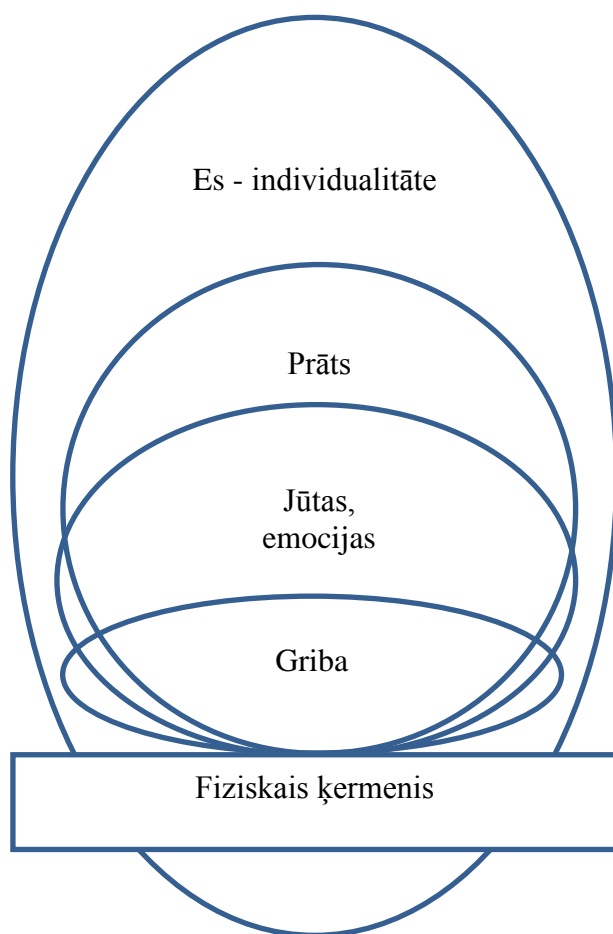 Es - individualitāte
Prāts
Jūtas,
emocijas
Griba
Fiziskais ķermenis